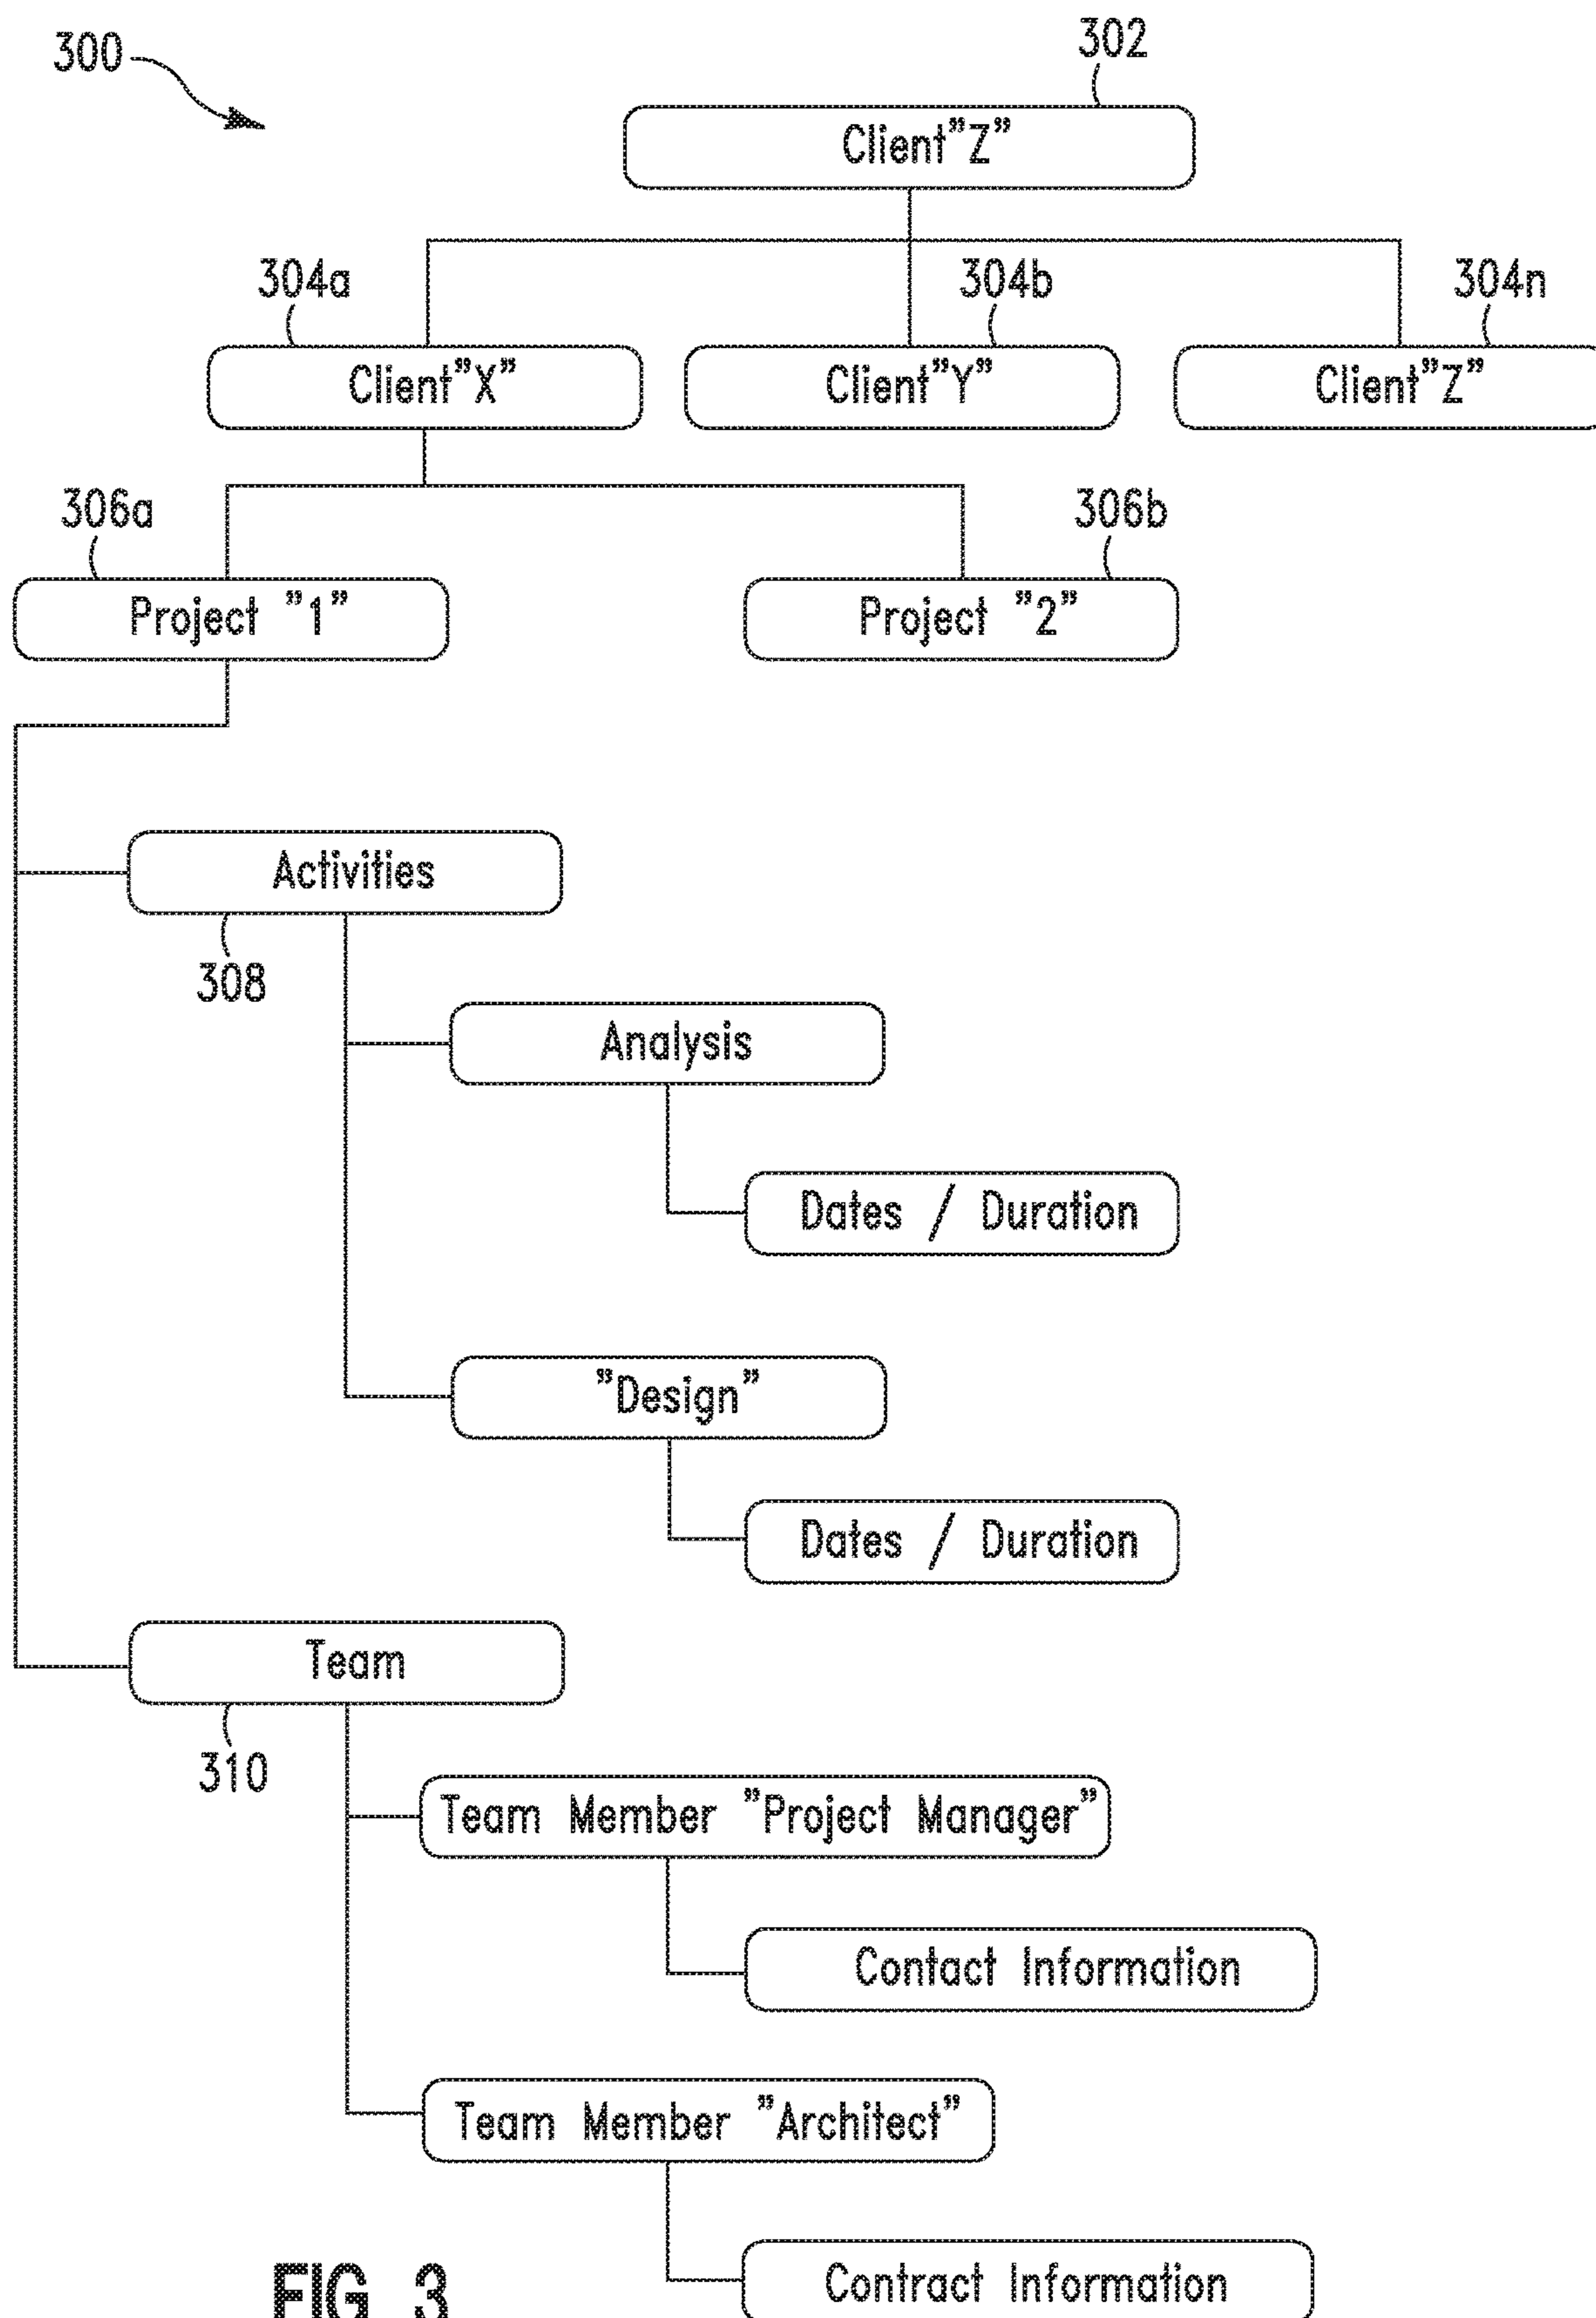 300
302
Client"Z"
304a
304b
304n
Client"X"
Client"Y"
Client"Z"
306a
306b
Project "1"
Project "2"
Activities
308
Analysis
Dates / Duration
"Design"
Dates / Duration
Team
310
Team Member "Project Manager"
Contact Information
Team Member "Architect"
Contract Information
FIG. 3